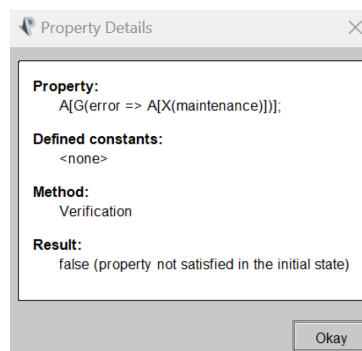 Property Details
Property:
A[G(error => A[X(maintenance)])];
Defined constants:
<none>
Method:
Verification
Result:
false (property not satisfied in the initial state)
Okay